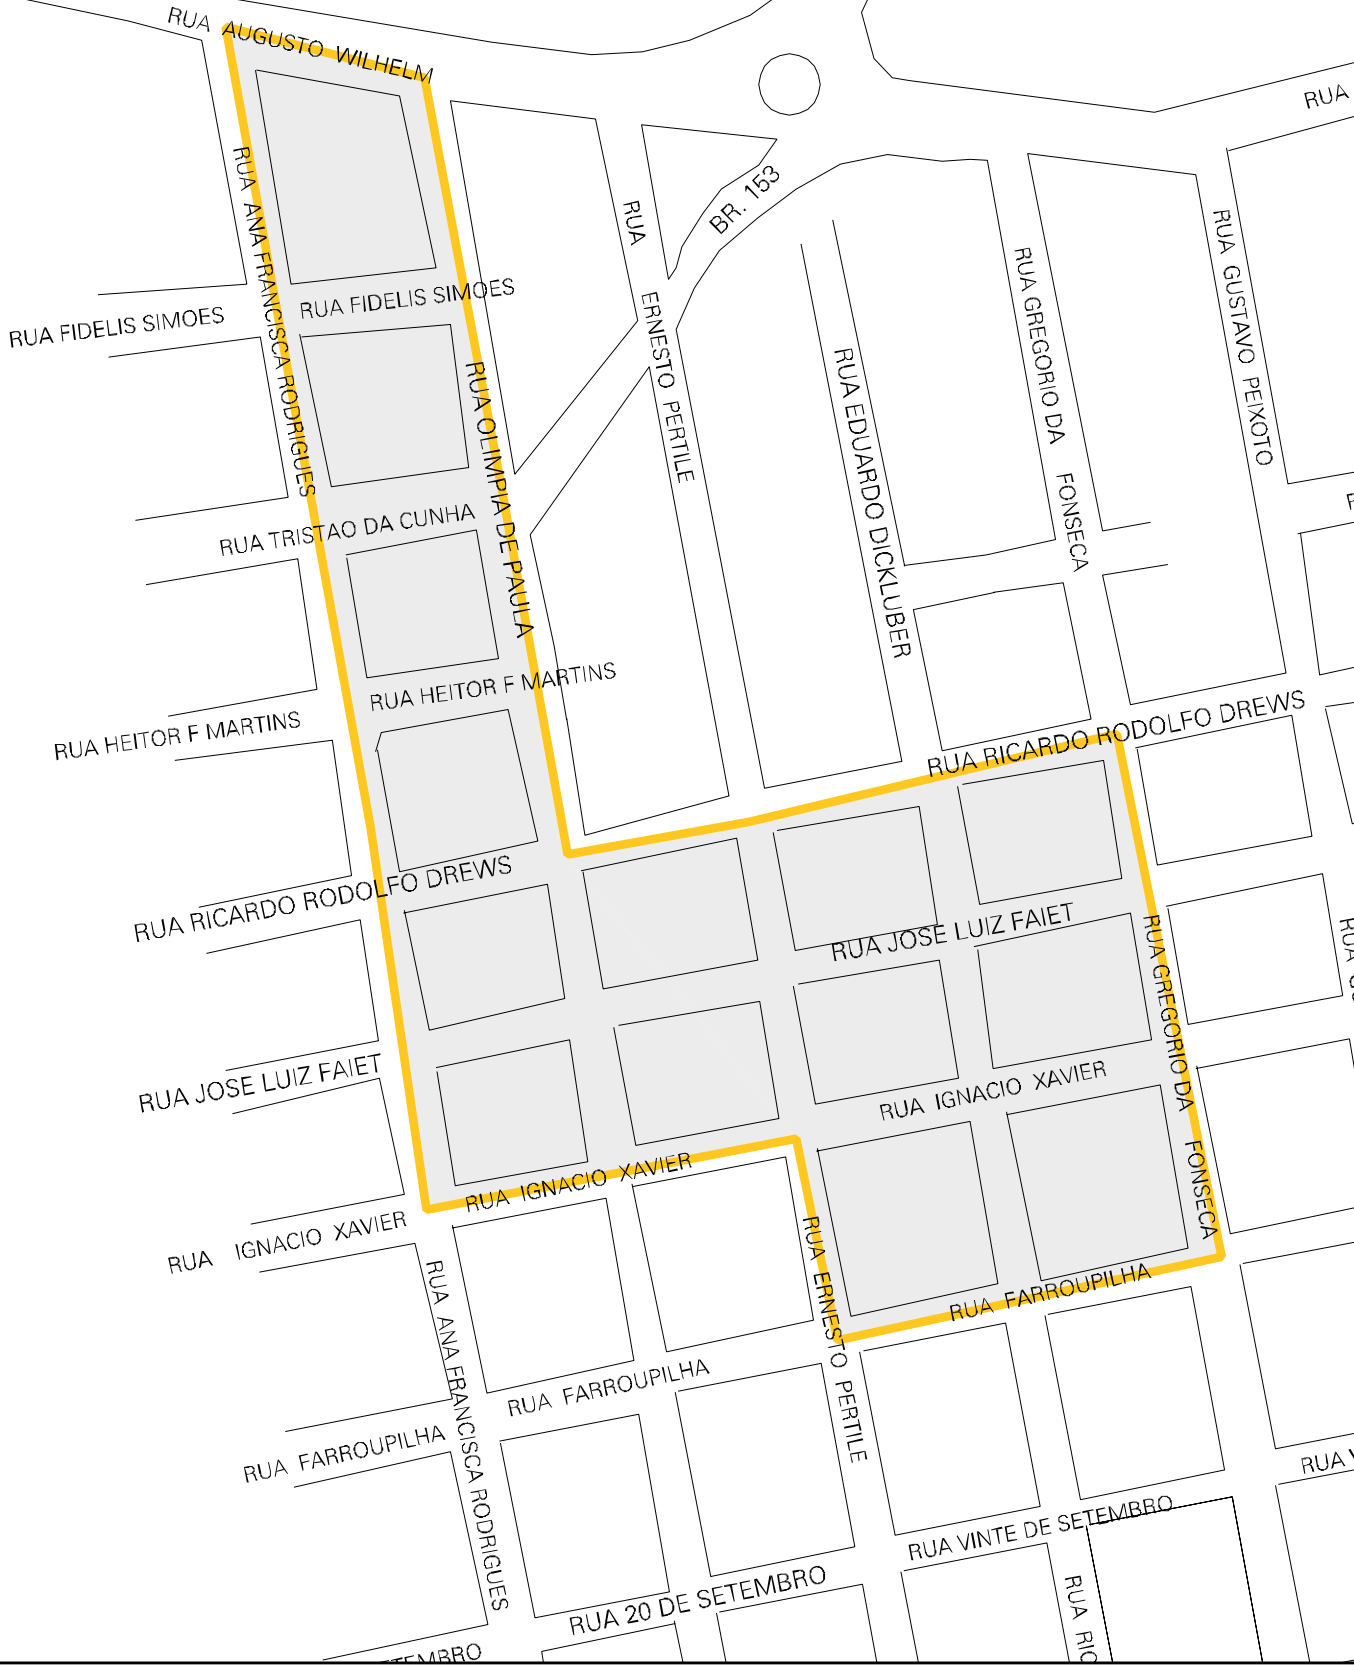 RUA AUGUSTO WILHELM
RUA
RUA ANA FRANCISCA RODRIGUES
BR. 153
RUA ERNESTO PERTILE
RUA GREGORIO DA FONSECA
RUA GUSTAVO PEIXOTO
RUA FIDELIS SIMOES
RUA FIDELIS SIMOES
RUA OLIMPIA DE PAULA
RUA EDUARDO DICKLUBER
RUA TRISTAO DA CUNHA
RUA HEITOR F MARTINS
RUA HEITOR F MARTINS
RUA RICARDO RODOLFO DREWS
RUA RICARDO RODOLFO DREWS
RUA JOSE LUIZ FAIET
RUA GREGORIO DA FONSECA
RUA JOSE LUIZ FAIET
RUA IGNACIO XAVIER
RUA IGNACIO XAVIER
RUA IGNACIO XAVIER
RUA ERNESTO PERTILE
RUA ANA FRANCISCA RODRIGUES
RUA FARROUPILHA
RUA FARROUPILHA
RUA FARROUPILHA
RUA V
RUA VINTE DE SETEMBRO
RUA 20 DE SETEMBRO
RUA RIO
TEMBRO